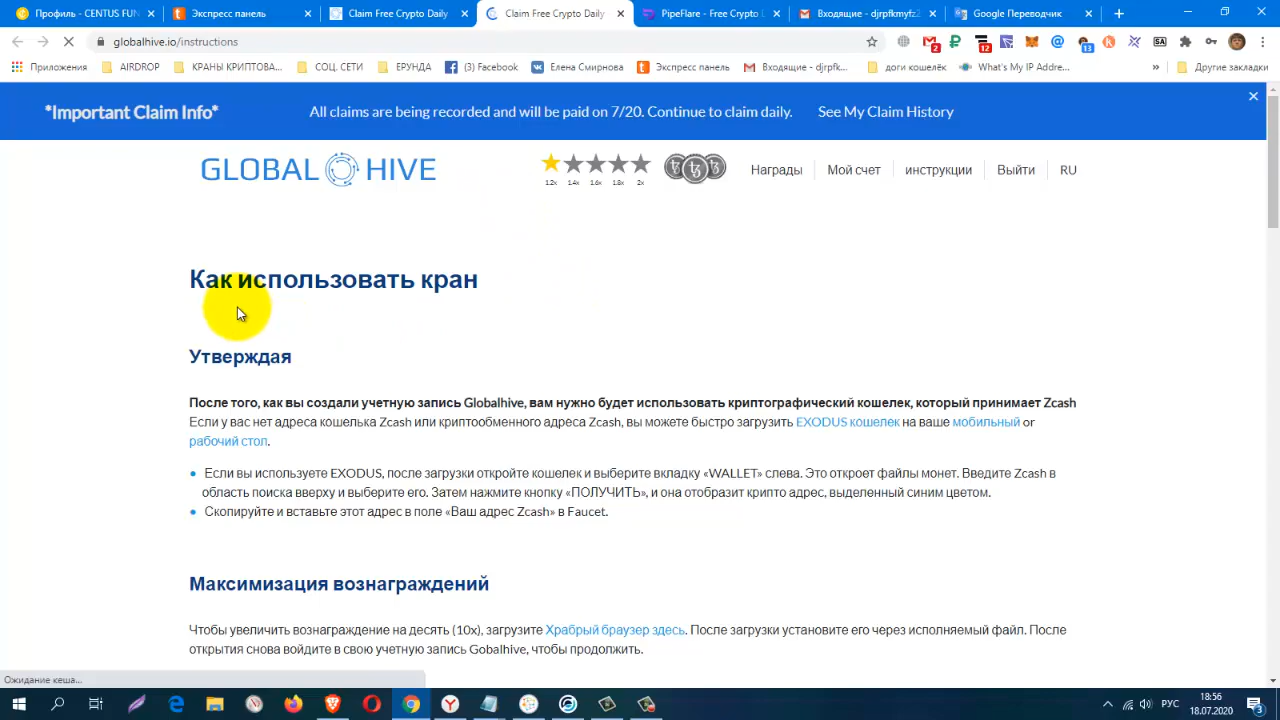 Профиль - CENTUS FUN
Экспресс панель
Claim Free Crypto Daily
Claim Free Crypto Daily
PipeFlare - Free Crypto
Входящие - djrpfkmyfz2
Google Переводчик
globalhive.io/instructions
2
12
13
Приложения
AIRDROP
КРАНЫ КРИПТОВА...
СОЦ. СЕТИ
ЕРУНДА
(3) Facebook
Елена Смирнова
Экспресс панель
Входящие - djrpfk...
What's My IP Addre...
»
Другие закладки
*Important Claim Info*
All claims are being recorded and will be paid on 7/20. Continue to claim daily.
See My Claim History
GLOBAL HIVE
1.2x 1.4x 1.6x 1.8x 2x
Награды
Мой счет
инструкции
Выйти
RU
Как использовать кран
Утверждая
После того, как вы создали учетную запись Globalhive, вам нужно будет использовать криптографический кошелек, который принимает Zcash
Если у вас нет адреса кошелька Zcash или криптообменного адреса Zcash, вы можете быстро загрузить EXODUS кошелек на ваше мобильный or
рабочий стол.
Если вы используете EXODUS, после загрузки откройте кошелек и выберите вкладку «WALLET» слева. Это откроет файлы монет. Введите Zcash в
область поиска вверху и выберите его. Затем нажмите кнопку «ПОЛУЧИТЬ», и она отобразит крипто адрес, выделенный синим цветом.
Скопируйте и вставьте этот адрес в поле «Ваш адрес Zcash» в Faucet.
Максимизация вознаграждений
Чтобы увеличить вознаграждение на десять (10x), загрузите Храбрый браузер здесь. После загрузки установите его через исполняемый файл. После
открытия снова войдите в свою учетную запись Gobalhive, чтобы продолжить.
Ожидание кеша...
РУС
18:56
18.07.2020
3